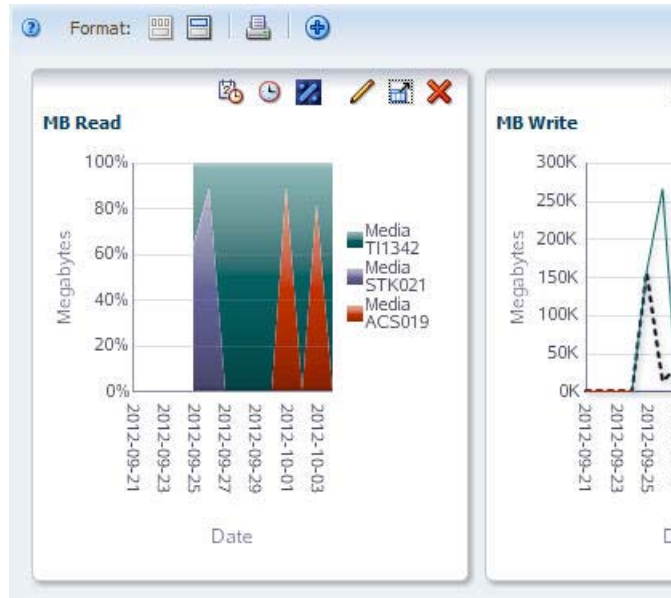 Format:
MB Read
100%
80%
60%
40%
20%
0%
Megabytes
Media
TI1342
Media
STK021
Media
ACS019
2012-09-21
2012-09-23
2012-09-25
2012-09-27
2012-09-29
2012-10-01
2012-10-03
Date
MB Write
300K
250K
200K
150K
100K
50K
0K
Megabytes
2012-09-21
2012-09-23
2012-09-25